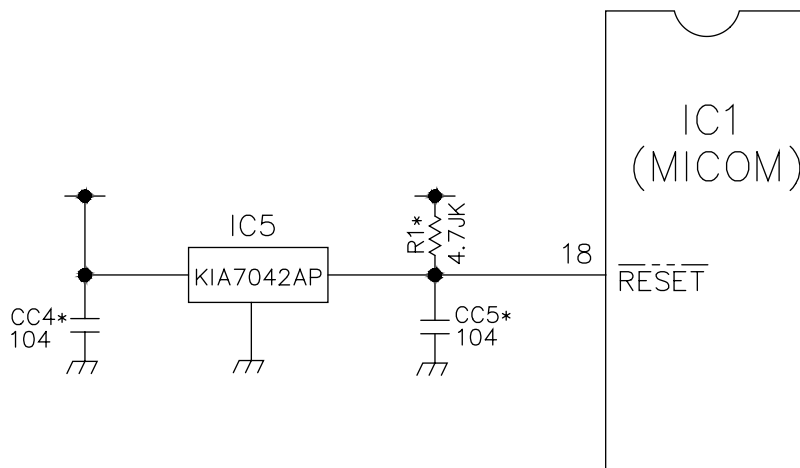 IC1
(MICOM)
IC5
KIA7042AP
R1*
4.7JK
18
RESET
CC4*
104
CC5*
104